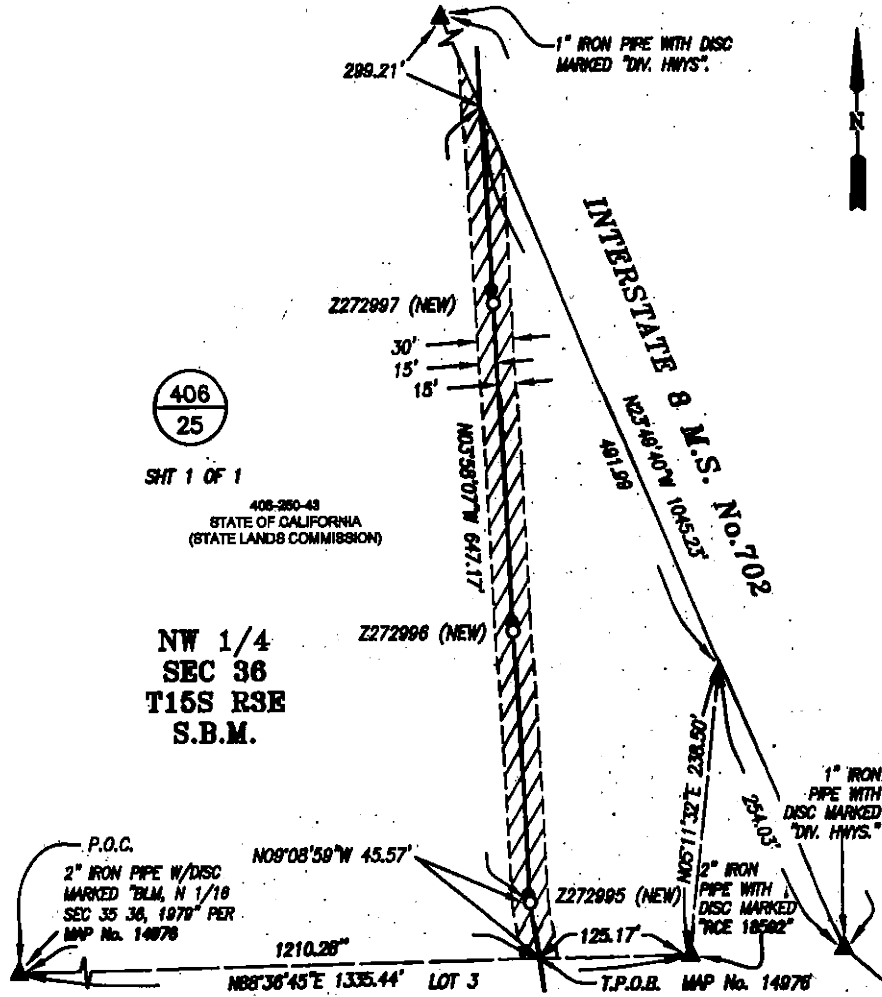 1" IRON PIPE WITH DISC
MARKED "DIV. HWYS".
299.21'
N
INTERSTATE 8 M.S. No.702
Z272997 (NEW)
30'
15'
15'
N23°49'40"W 1045.23'
491.99
406
25
SHT 1 OF 1
406-250-43
STATE OF CALIFORNIA
(STATE LANDS COMMISSION)
N03°58'07"W 647.17'
NW 1/4
SEC 36
T15S R3E
S.B.M.
Z272996 (NEW)
N05°11'32"E 238.50'
254.03'
1" IRON
PIPE WITH
DISC MARKED
"DIV. HWYS."
P.O.C.
2" IRON PIPE W/DISC
MARKED "BLM, N 1/16
SEC 35 36, 1979" PER
MAP No. 14976
N09°08'59"W 45.57'
Z272995 (NEW)
2" IRON
PIPE WITH
DISC MARKED
"RCE 18592"
1210.26"
125.17'
N88°36'45"E 1335.44'
LOT 3
T.P.O.B.
MAP No. 14976